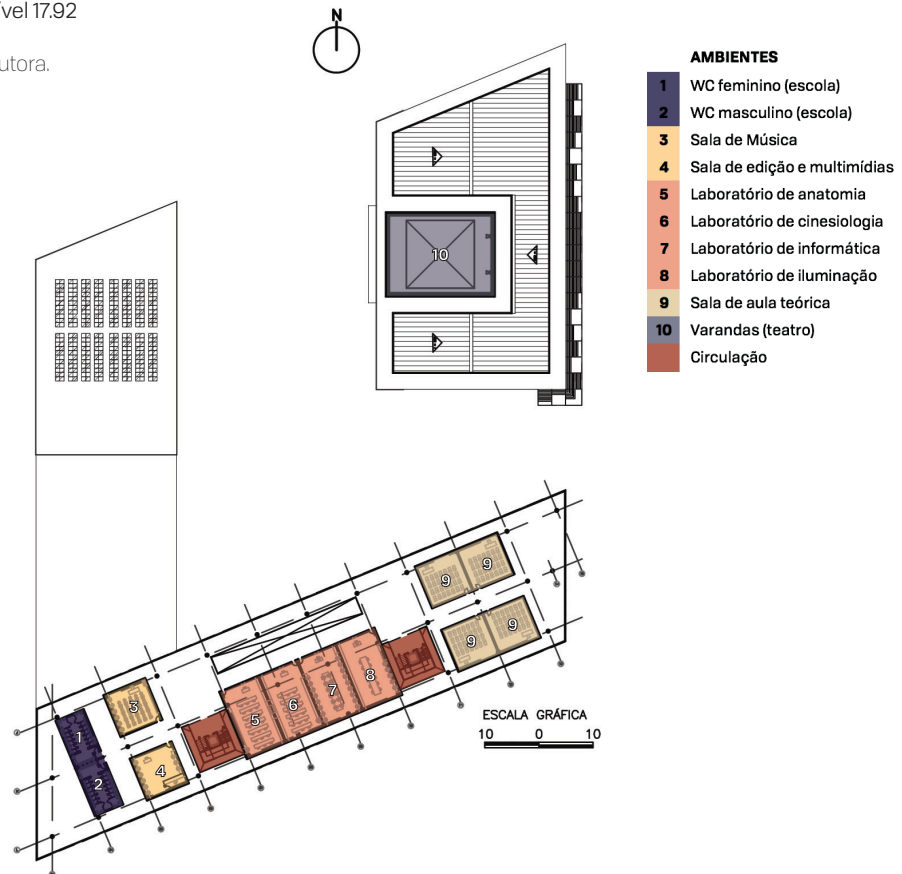 vel 17.92
utora.
N
AMBIENTES
1 WC feminino (escola)
2 WC masculino (escola)
3 Sala de Música
4 Sala de edição e multimídias
5 Laboratório de anatomia
6 Laboratório de cinesiologia
7 Laboratório de informática
8 Laboratório de iluminação
9 Sala de aula teórica
10 Varandas (teatro)
Circulação
10
9
9
9
9
8
7
6
5
3
4
1
2
ESCALA GRÁFICA
10 0 10